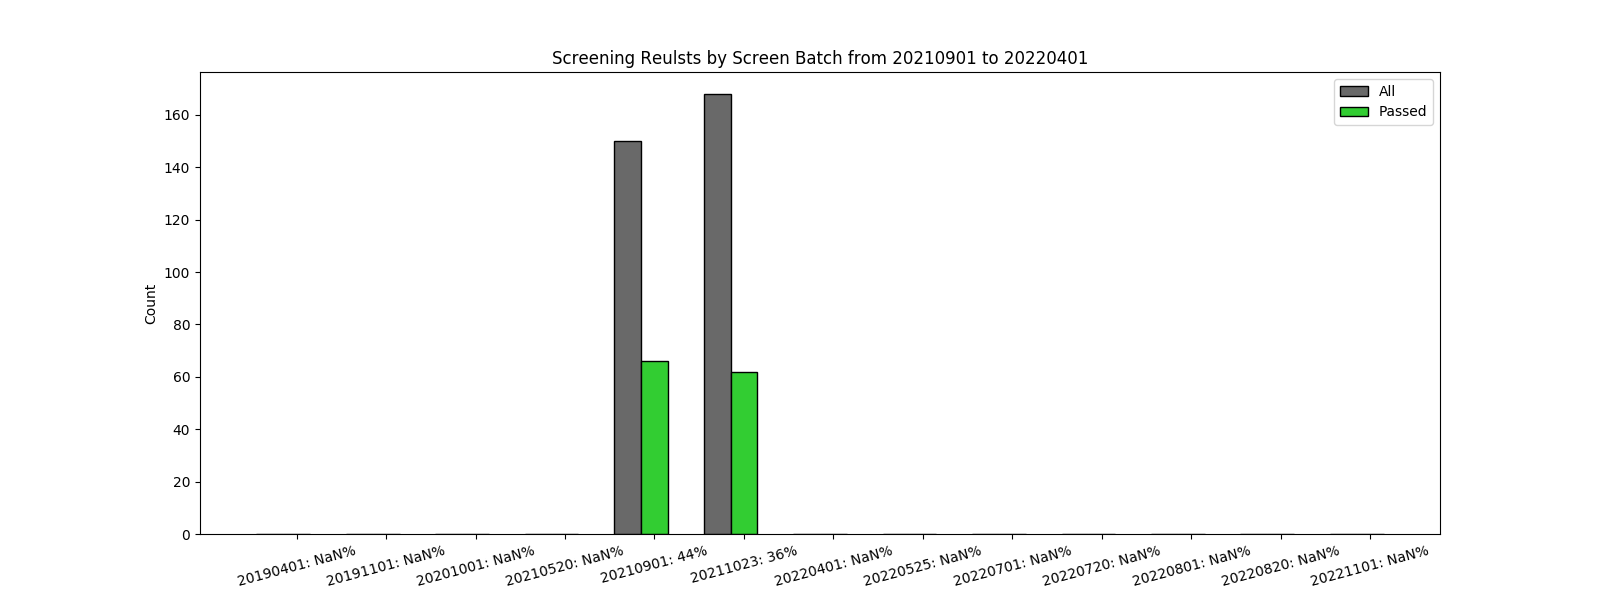 Screening Reulsts by Screen Batch from 20210901 to 20220401
All
Passed
160
140
120
100
80
60
40
20
0
Count
20190401: NaN%
20191101: NaN%
20201001: NaN%
20210520: NaN%
20210901: 44%
20211023: 36%
20220401: NaN%
20220525: NaN%
20220701: NaN%
20220720: NaN%
20220801: NaN%
20220820: NaN%
20221101: NaN%